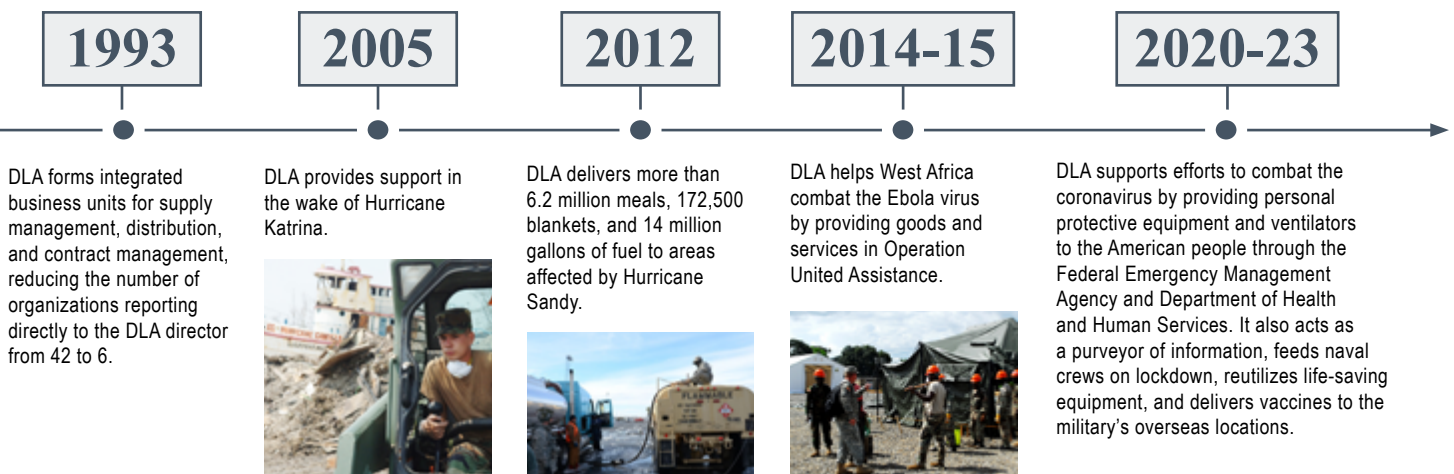 1993
DLA forms integrated
business units for supply
management, distribution,
and contract management,
reducing the number of
organizations reporting
directly to the DLA director
from 42 to 6.
2005
DLA provides support in
the wake of Hurricane
Katrina.
2012
DLA delivers more than
6.2 million meals, 172,500
blankets, and 14 million
gallons of fuel to areas
affected by Hurricane
Sandy.
FLAMMABLE
2014-15
DLA helps West Africa
combat the Ebola virus
by providing goods and
services in Operation
United Assistance.
2020-23
DLA supports efforts to combat the
coronavirus by providing personal
protective equipment and ventilators
to the American people through the
Federal Emergency Management
Agency and Department of Health
and Human Services. It also acts as
a purveyor of information, feeds naval
crews on lockdown, reutilizes life-saving
equipment, and delivers vaccines to the
military’s overseas locations.